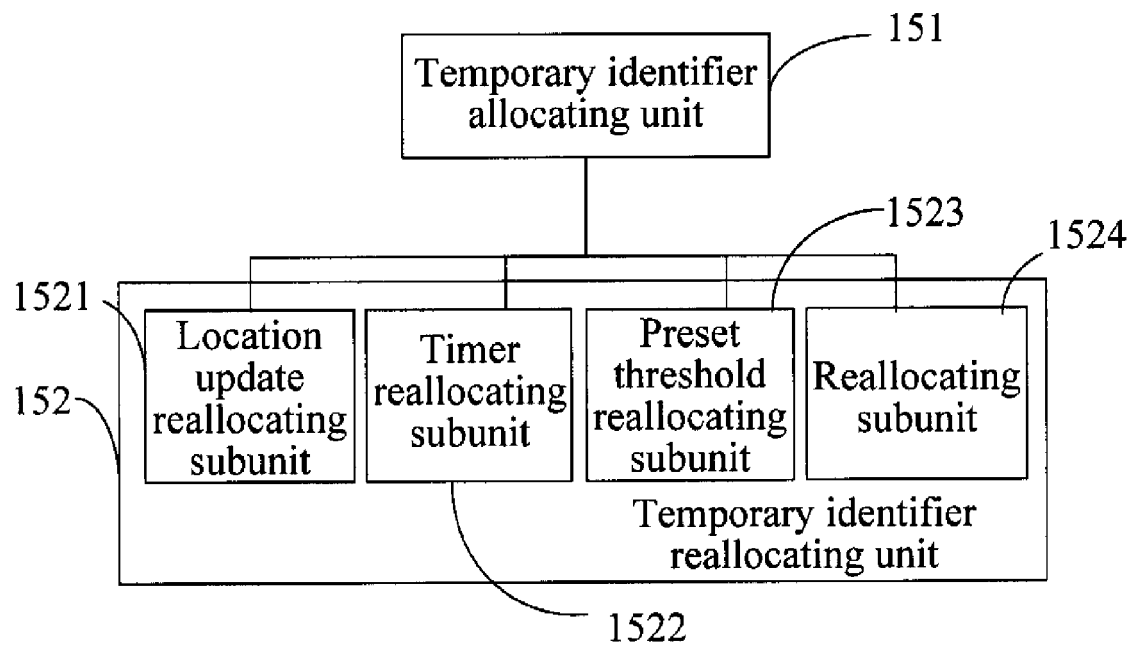 151
Temporary identifier
allocating unit
1523
1524
1521
Location
update
reallocating
subunit
Timer
reallocating
subunit
Preset
threshold
reallocating
subunit
Reallocating
subunit
152
Temporary identifier
reallocating unit
1522